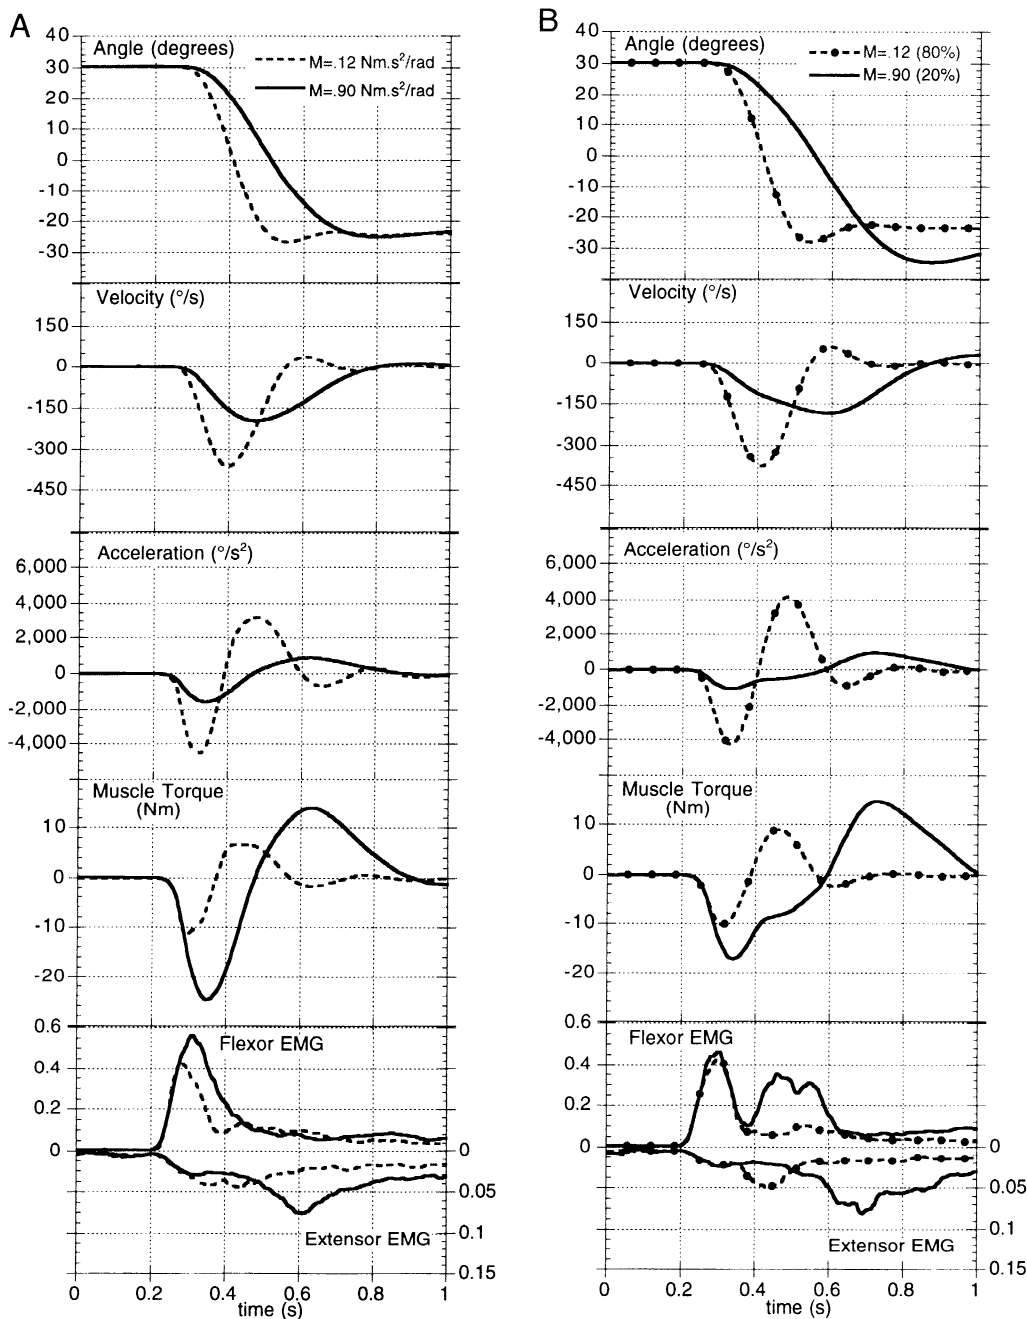 A
40
30
20
10
0
-10
-20
-30
Angle (degrees)
M=.12 Nm.s²/rad
M=.90 Nm.s²/rad
Velocity (°/s)
150
0
-150
-300
-450
Acceleration (°/s²)
6,000
4,000
2,000
0
-2,000
-4,000
Muscle Torque
(Nm)
10
0
-10
-20
0.6
Flexor EMG
0.4
0.2
0
0
0.05
0.1
0.15
Extensor EMG
0 0.2 0.4 0.6 0.8 1
time (s)
B
40
30
20
10
0
-10
-20
-30
Angle (degrees)
M=.12 (80%)
M=.90 (20%)
Velocity (°/s)
150
0
-150
-300
-450
Acceleration (°/s²)
6,000
4,000
2,000
0
-2,000
-4,000
Muscle Torque
(Nm)
10
0
-10
-20
0.6
Flexor EMG
0.4
0.2
0
0
0.05
0.1
0.15
Extensor EMG
0 0.2 0.4 0.6 0.8 1
time (s)